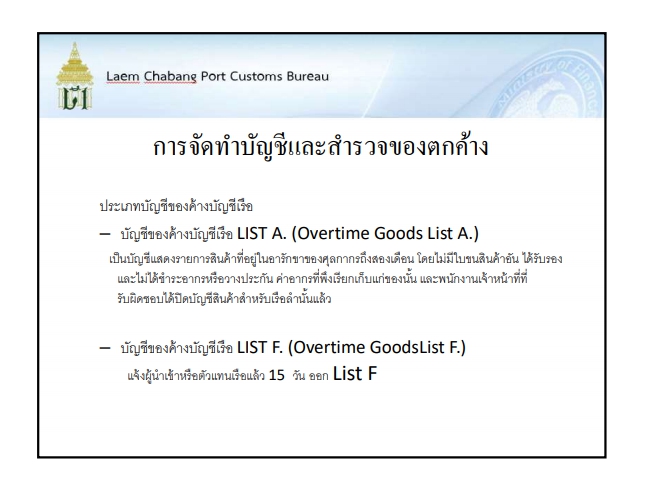 Laem Chabang Port Customs Bureau
การจัดทำบัญชีและสำรวจของตกค้าง
ประเภทบัญชีของค้างบัญชีเรือ
– บัญชีของค้างบัญชีเรือ LIST A. (Overtime Goods List A.)
เป็นบัญชีแสดงรายการสินค้าที่อยู่ในอารักขาของศุลกากรถึงสองเดือน โดยไม่มีใบขนสินค้าอัน ได้รับรอง
และไม่ได้ชำระอากรหรือวางประกัน ค่าอากรที่พึงเรียกเก็บแก่ของนั้น และพนักงานเจ้าหน้าที่ที่
รับผิดชอบได้ปิดบัญชีสินค้าสำหรับเรือลำนั้นแล้ว
– บัญชีของค้างบัญชีเรือ LIST F. (Overtime GoodsList F.)
แจ้งผู้นำเข้าหรือตัวแทนเรือแล้ว 15 วัน ออก List F